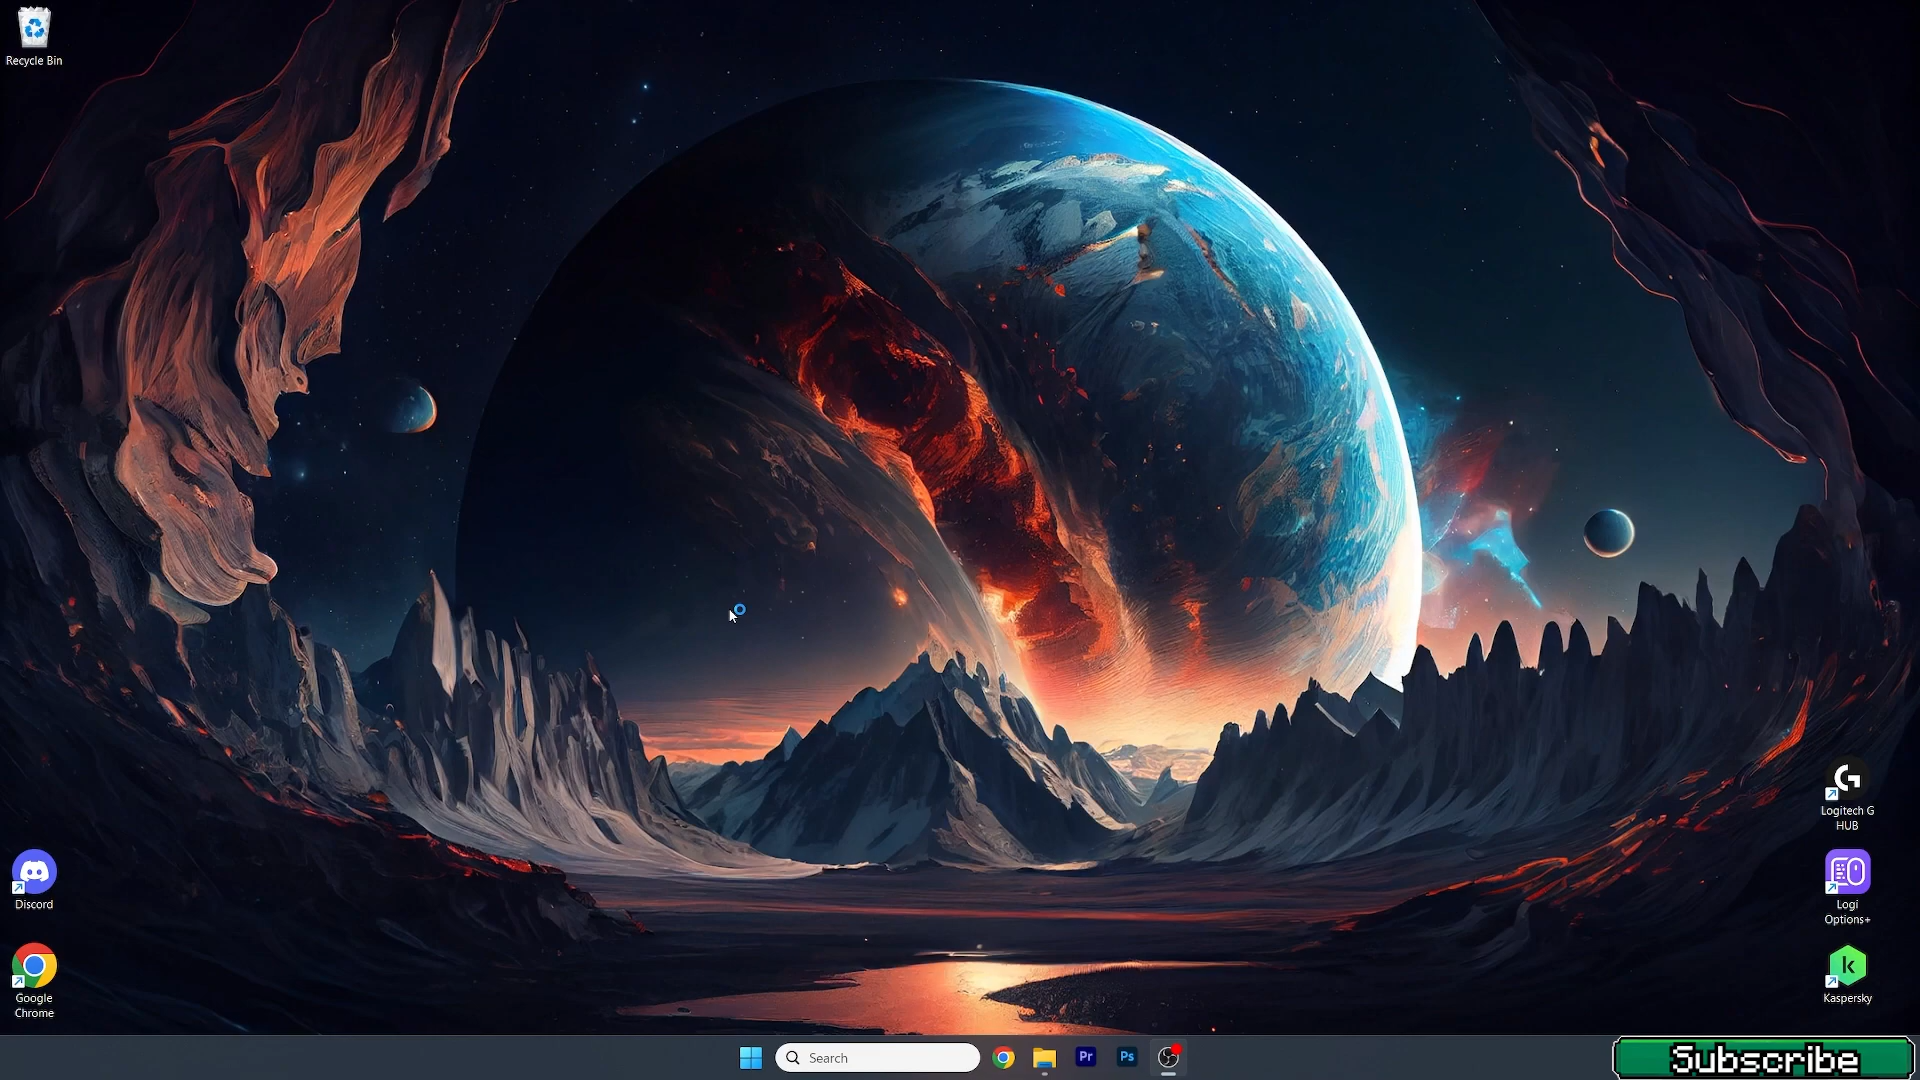 Recycle Bin
Logitech G
HUB
Discord
Logi
Options+
Google
Chrome
k
Kaspersky
Search
Pr
Ps
Subscribe